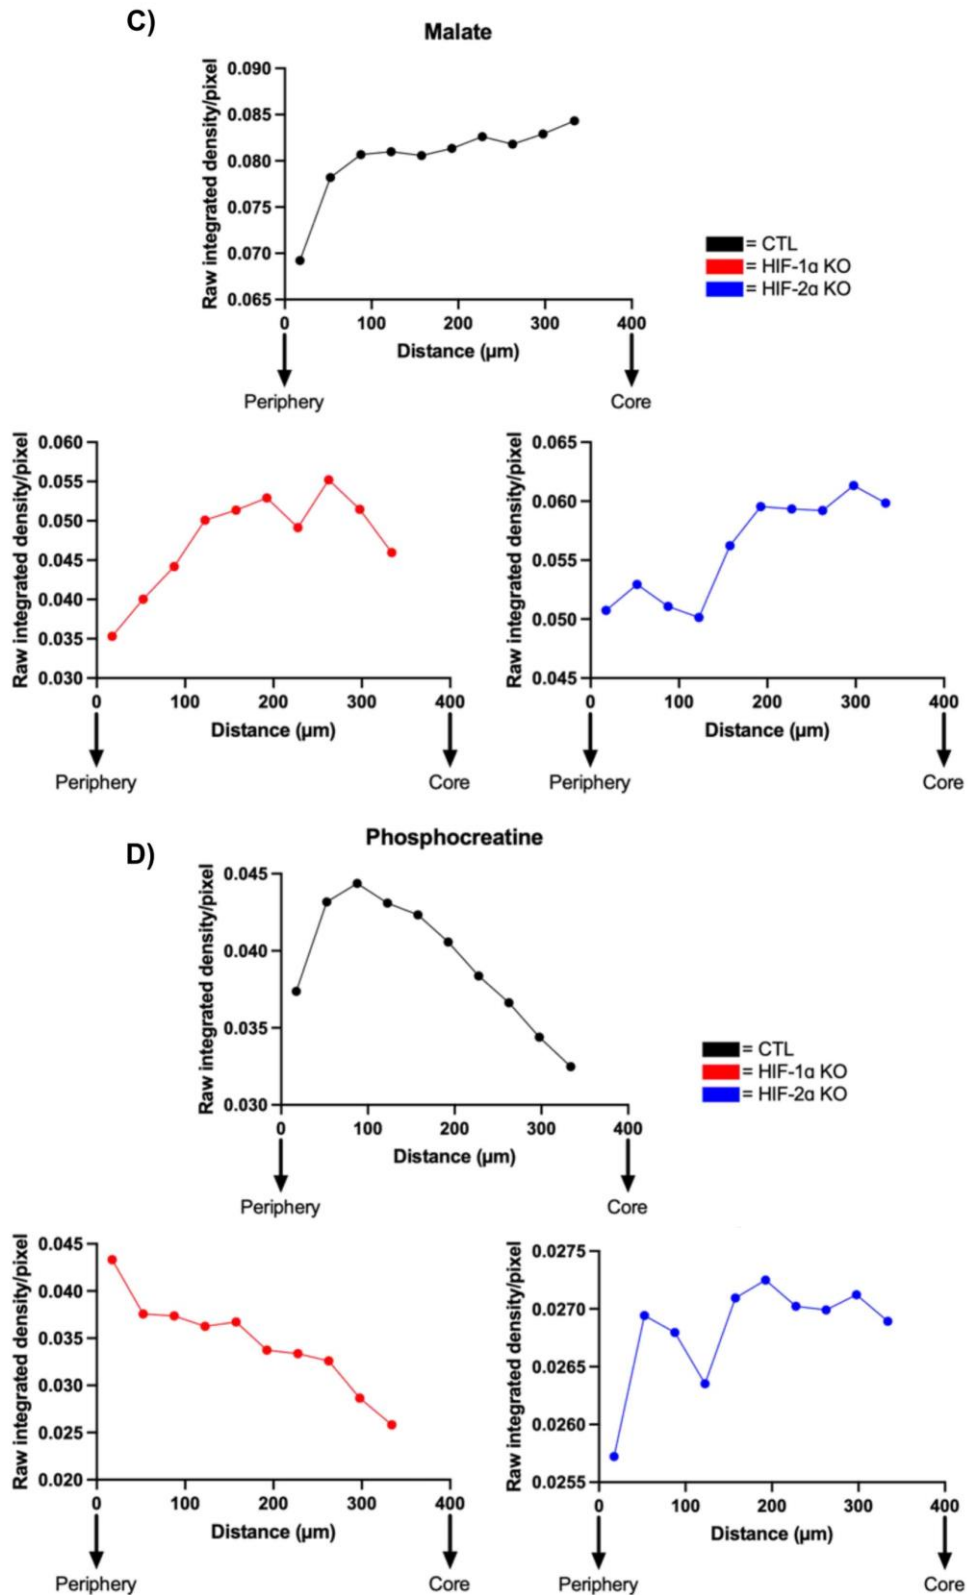 C)
Malate
Raw integrated density/pixel
0.090
0.085
0.080
0.075
0.070
0.065
0 100 200 300 400
Distance (µm)
Periphery Core
= CTL
= HIF-1α KO
= HIF-2α KO
Raw integrated density/pixel
0.060
0.055
0.050
0.045
0.040
0.035
0.030
0 100 200 300 400
Distance (µm)
Periphery Core
Raw integrated density/pixel
0.065
0.060
0.055
0.050
0.045
0 100 200 300 400
Distance (µm)
Periphery Core
D)
Phosphocreatine
Raw integrated density/pixel
0.045
0.040
0.035
0.030
0 100 200 300 400
Distance (µm)
Periphery Core
= CTL
= HIF-1α KO
= HIF-2α KO
Raw integrated density/pixel
0.045
0.040
0.035
0.030
0.025
0.020
0 100 200 300 400
Distance (µm)
Periphery Core
Raw integrated density/pixel
0.0275
0.0270
0.0265
0.0260
0.0255
0 100 200 300 400
Distance (µm)
Periphery Core